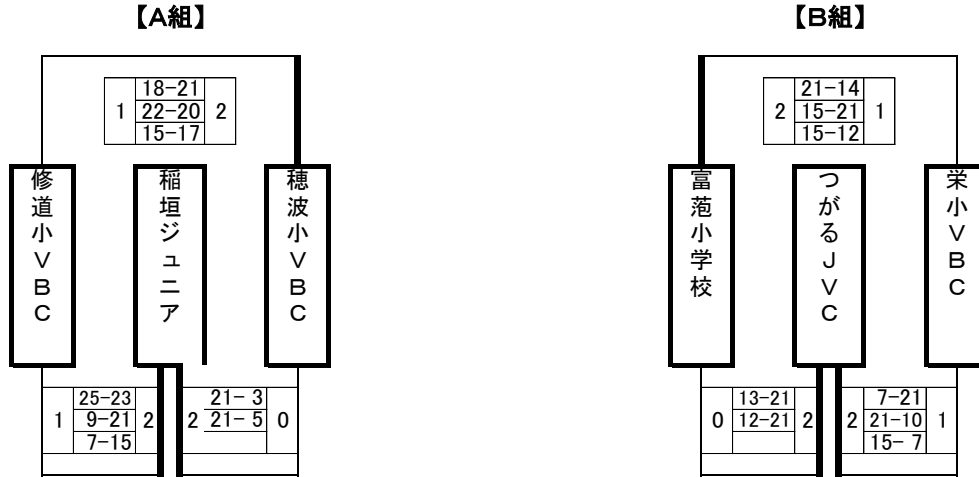 【A組】
【B組】
18-21
1 22-20 2
15-17
21-14
2 15-21 1
15-12
修道小VBC
稲垣ジュニア
穂波小VBC
富萢小学校
つがるJVC
栄小VBC
25-23
1 9-21 2
7-15
21- 3
2 21- 5 0
13-21
0 12-21 2
7-21
2 21-10 1
15- 7